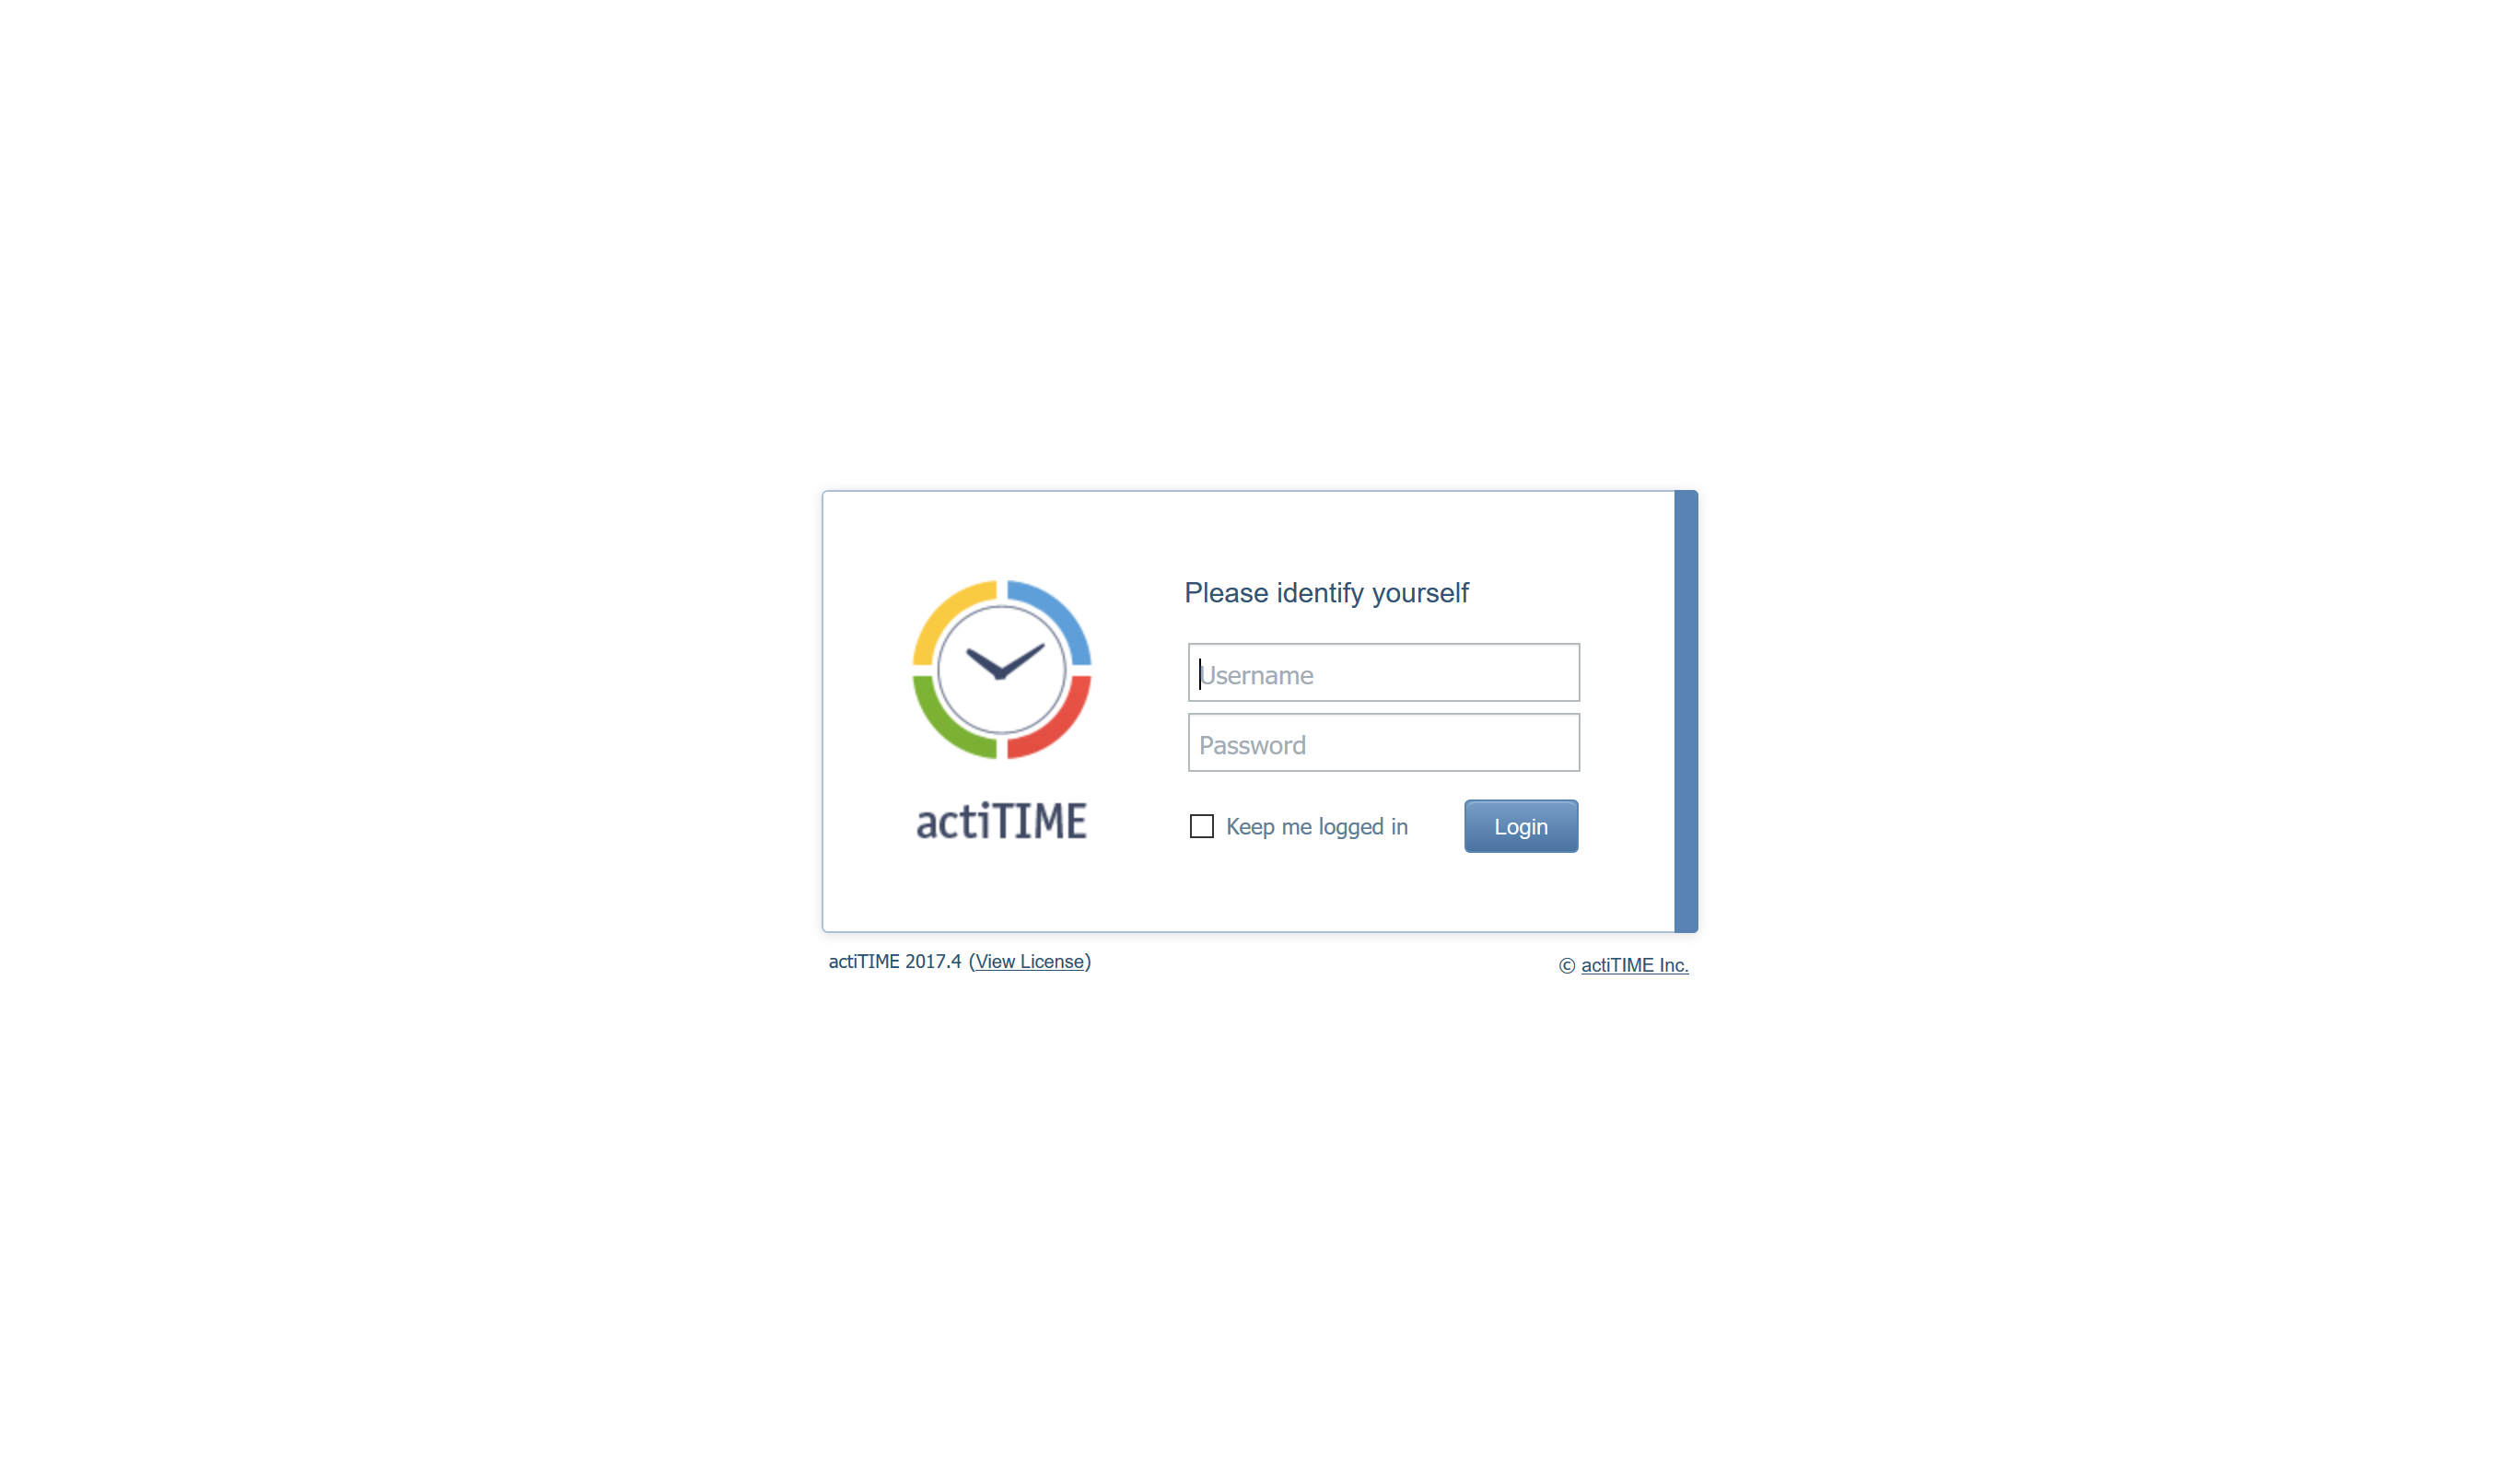 Please identify yourself
Username
Password
actiTIME
Keep me logged in
Login
actiTIME 2017.4 (View License)
© actiTIME Inc.